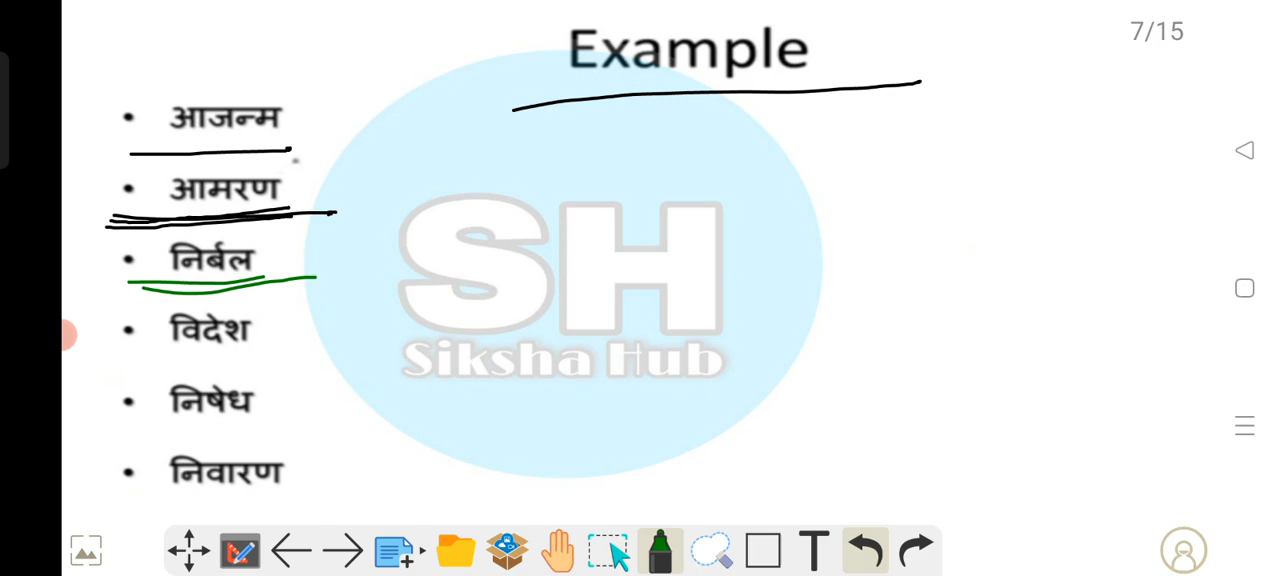 Example
7/15
• आजन्म
• आमरण
• निर्बल
• विदेश
• निषेध
• निवारण
SH
Siksha Hub
T